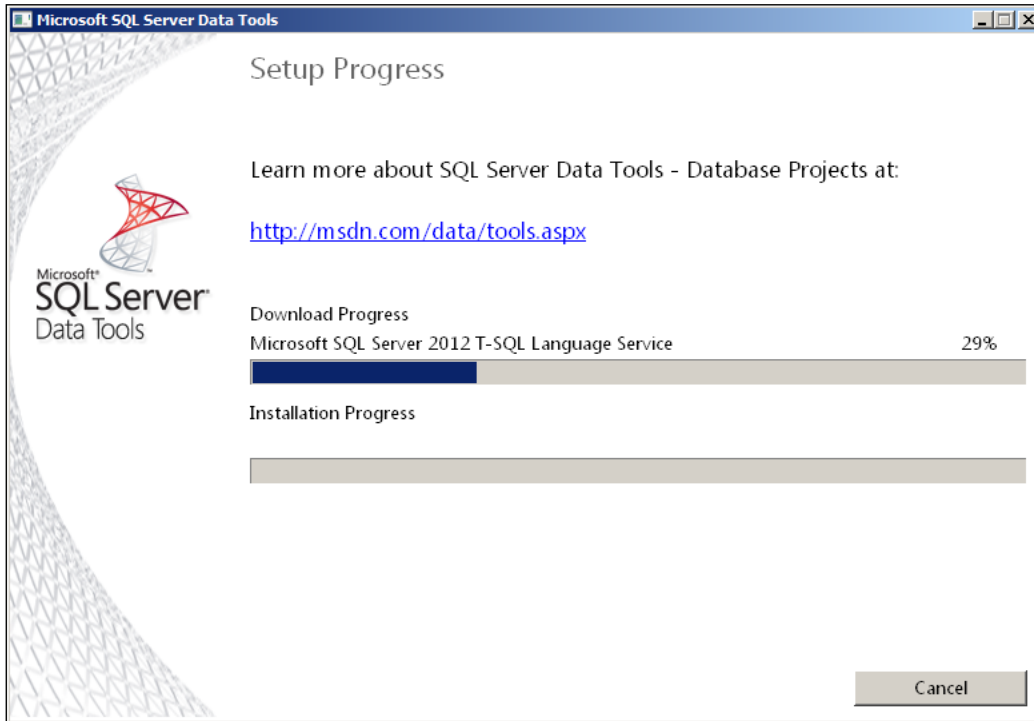 Microsoft SQL Server Data Tools
Setup Progress
Learn more about SQL Server Data Tools - Database Projects at:
http://msdn.com/data/tools.aspx
Microsoft®
SQL Server®
Data Tools
Download Progress
Microsoft SQL Server 2012 T-SQL Language Service 29%
Installation Progress
Cancel